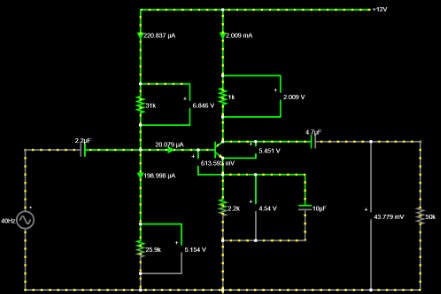 +12V
220.837 µA
2.009 mA
31k
6.846 V
1k
2.009 V
2.2µF
4.7µF
20.079 µA
5.451 V
613.593 mV
198.998 µA
2.2k
4.54 V
10µF
43.779 mV
40Hz
25.9k
5.154 V